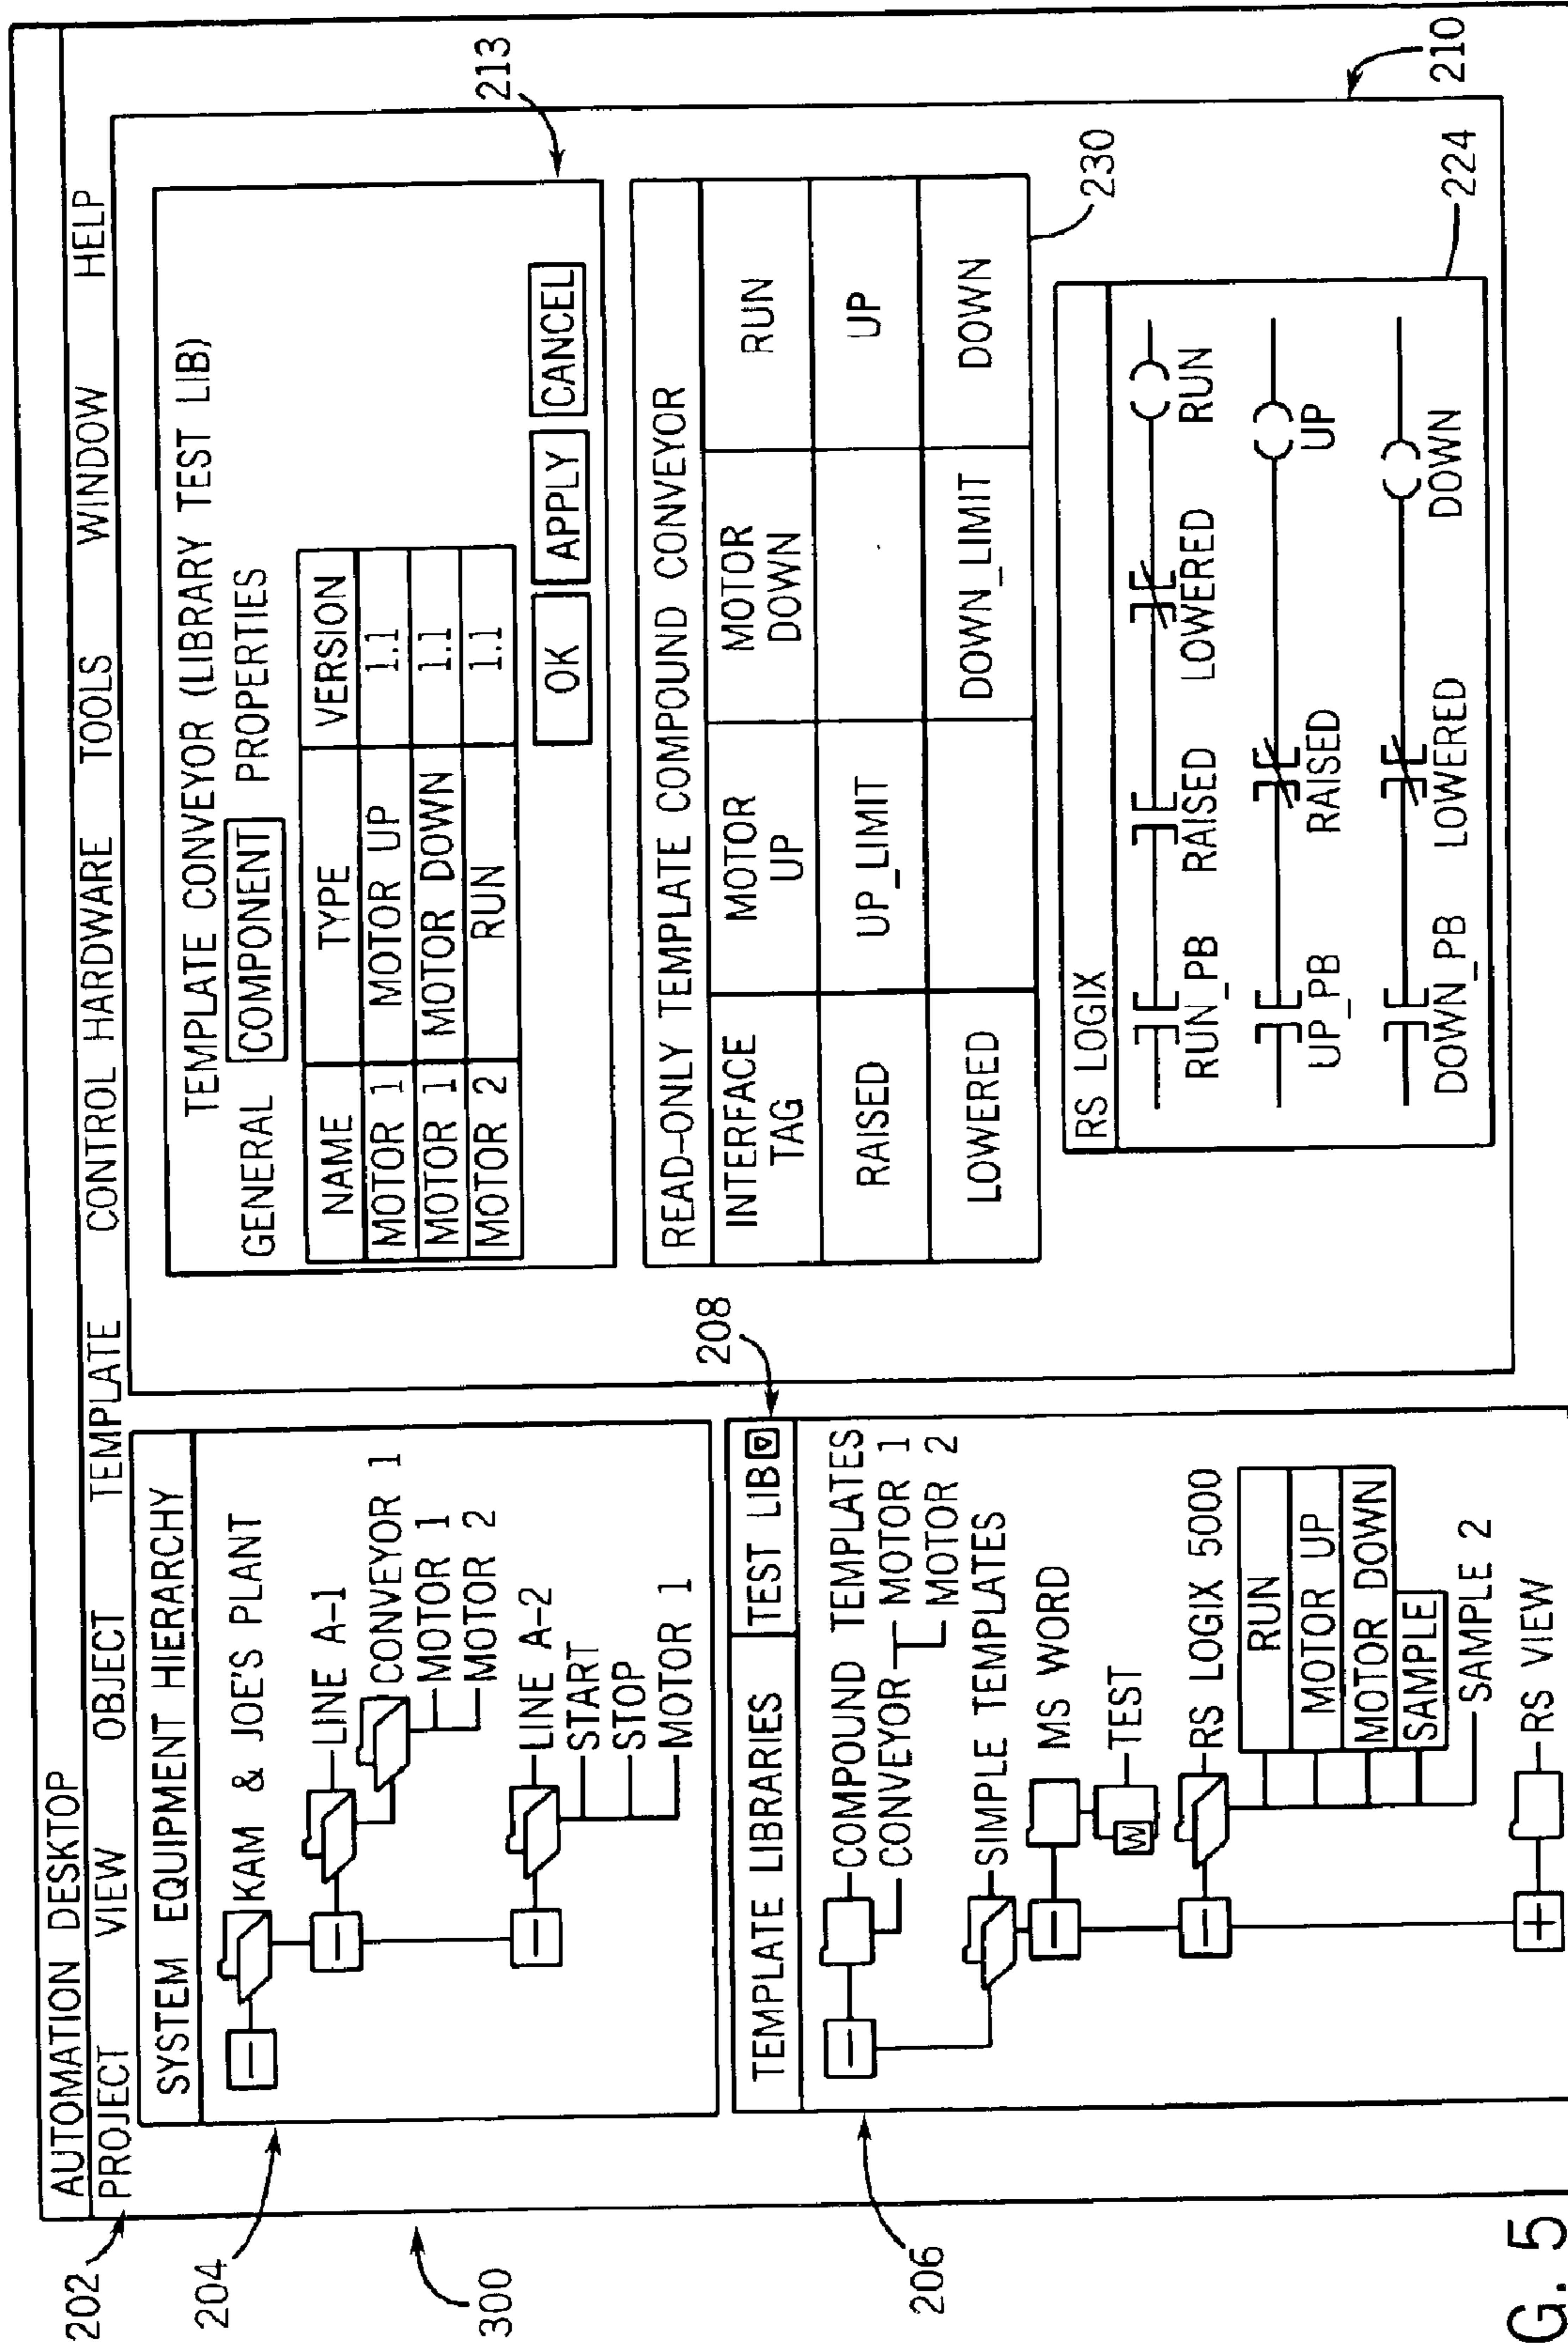 AUTOMATION DESKTOP
PROJECT VIEW OBJECT TEMPLATE CONTROL HARDWARE TOOLS WINDOW HELP
202
204
300
SYSTEM EQUIPMENT HIERARCHY
KAM & JOE'S PLANT
LINE A-1
CONVEYOR 1
MOTOR 1
MOTOR 2
LINE A-2
START
STOP
MOTOR 1
206
208
TEMPLATE LIBRARIES TEST LIB
COMPOUND TEMPLATES
CONVEYOR MOTOR 1
MOTOR 2
SIMPLE TEMPLATES
MS WORD
W TEST
RS LOGIX 5000
RUN
MOTOR UP
MOTOR DOWN
SAMPLE
SAMPLE 2
RS VIEW
213
TEMPLATE CONVEYOR (LIBRARY TEST LIB)
GENERAL COMPONENT PROPERTIES
NAME TYPE VERSION
MOTOR 1 MOTOR UP 1.1
MOTOR 1 MOTOR DOWN 1.1
MOTOR 2 RUN 1.1
OK APPLY CANCEL
READ-ONLY TEMPLATE COMPOUND CONVEYOR
INTERFACE TAG MOTOR UP MOTOR DOWN RUN
RAISED UP_LIMIT UP
LOWERED DOWN_LIMIT DOWN
230
RS LOGIX
RUN_PB RAISED LOWERED RUN
UP_PB RAISED UP
DOWN_PB LOWERED DOWN
224
210
G. 5